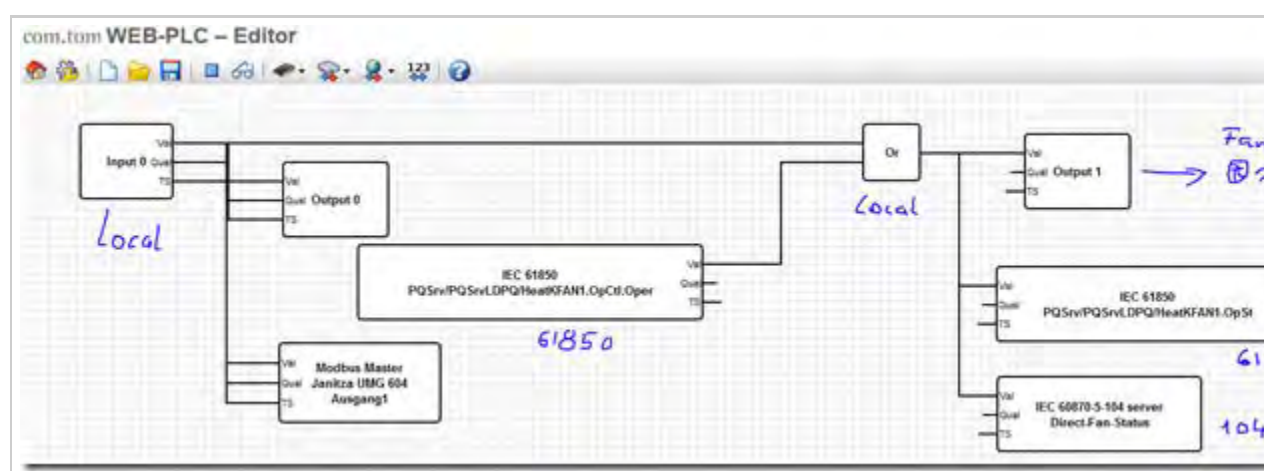 com.tom WEB-PLC – Editor
123
Input 0
Val
Qual
TS
Local
Val
Qual
TS
Output 0
IEC 61850
PQSrv/PQSrvLDPQ/HeatKFAN1.OpCtl.Oper
Val
Qual
TS
61850
Val
Qual
TS
Modbus Master
Janitza UMG 604
Ausgang1
Or
Local
Val
Qual
TS
Output 1
Fan
Val
Qual
TS
IEC 61850
PQSrv/PQSrvLDPQ/HeatKFAN1.OpSt
61
Val
Qual
TS
IEC 60870-5-104 server
Direct-Fan-Status
104